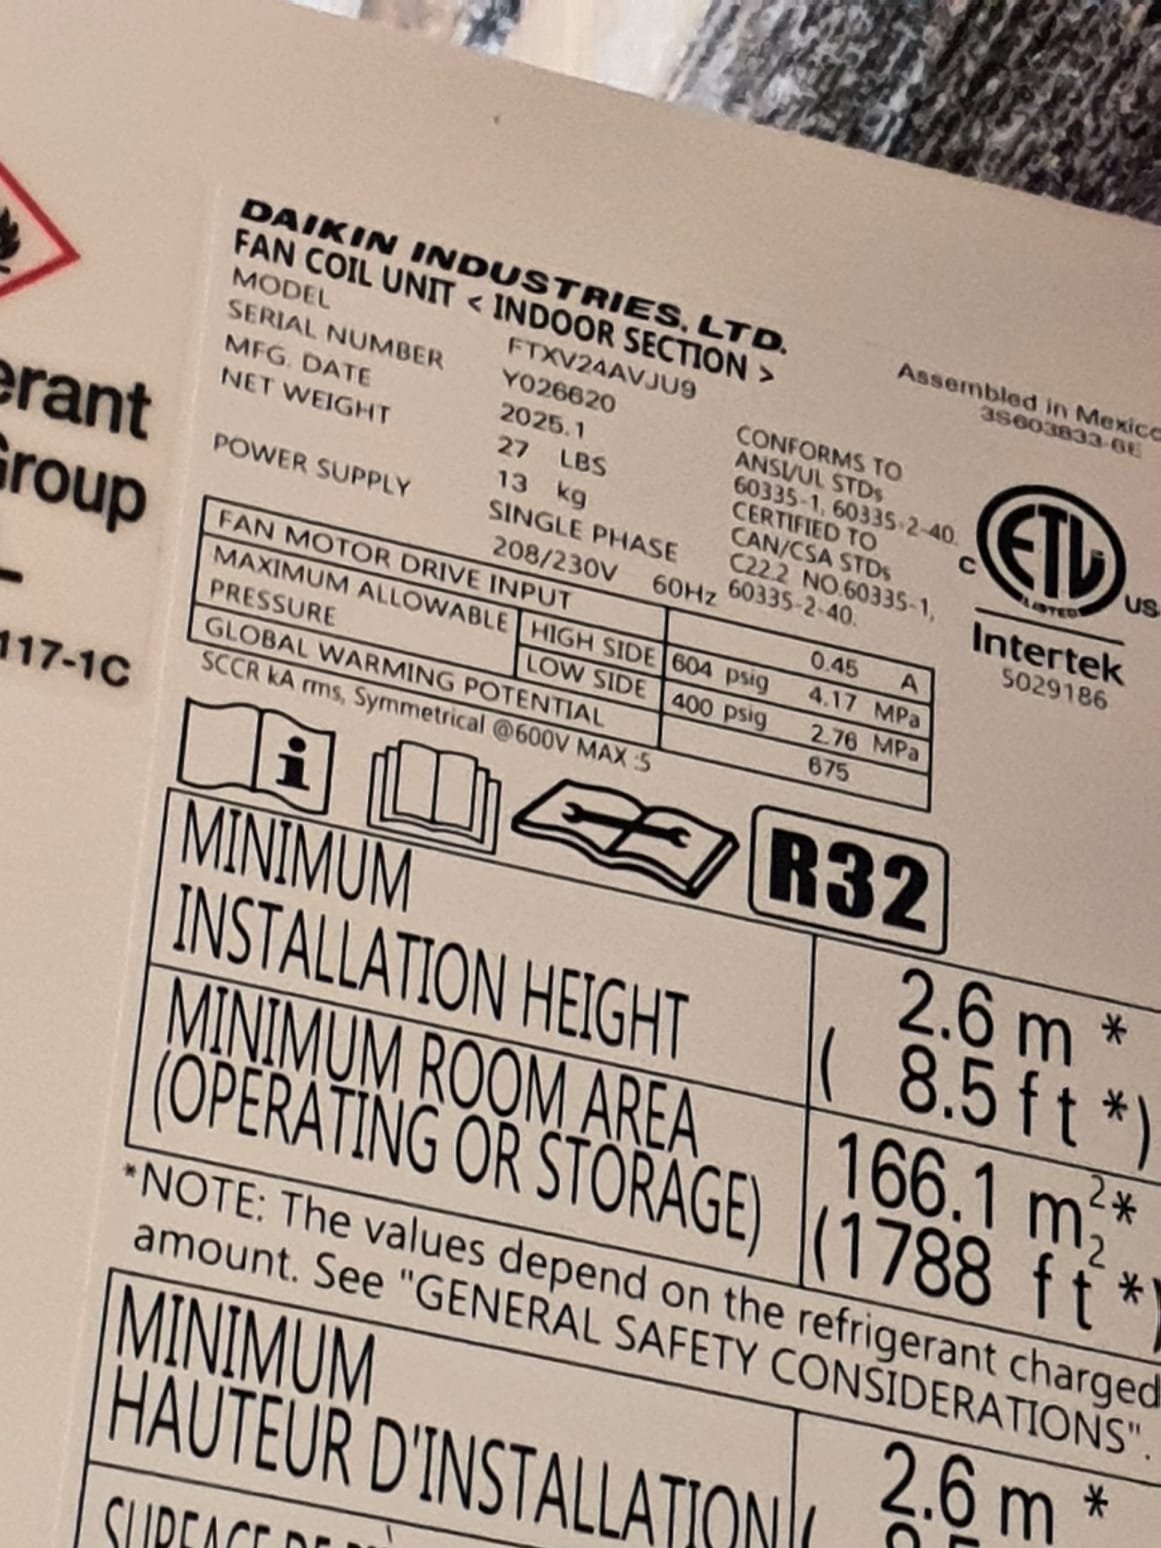 DAIKIN INDUSTRIES, LTD.
FAN COIL UNIT < INDOOR SECTION >
MODEL FTXV24AVJU9
SERIAL NUMBER Y026620
MFG. DATE 2025.1
NET WEIGHT 27 LBS
13 kg
POWER SUPPLY SINGLE PHASE
208/230V 60Hz
Assembled in Mexico
3S603833-6E
CONFORMS TO
ANSI/UL STDs
60335-1, 60335-2-40.
CERTIFIED TO
CAN/CSA STDs
C22.2 NO.60335-1,
60335-2-40.
C ETL US
LISTED
Intertek
5029186
erant
Group
117-1C
FAN MOTOR DRIVE INPUT 0.45 A
MAXIMUM ALLOWABLE PRESSURE HIGH SIDE 604 psig 4.17 MPa
LOW SIDE 400 psig 2.76 MPa
GLOBAL WARMING POTENTIAL 675
SCCR kA rms, Symmetrical @600V MAX :5
R32
MINIMUM
INSTALLATION HEIGHT
2.6 m *
( 8.5 ft *)
MINIMUM ROOM AREA
(OPERATING OR STORAGE)
166.1 m2*
(1788 ft2*)
*NOTE: The values depend on the refrigerant charged
amount. See "GENERAL SAFETY CONSIDERATIONS".
MINIMUM
HAUTEUR D'INSTALLATION
2.6 m *